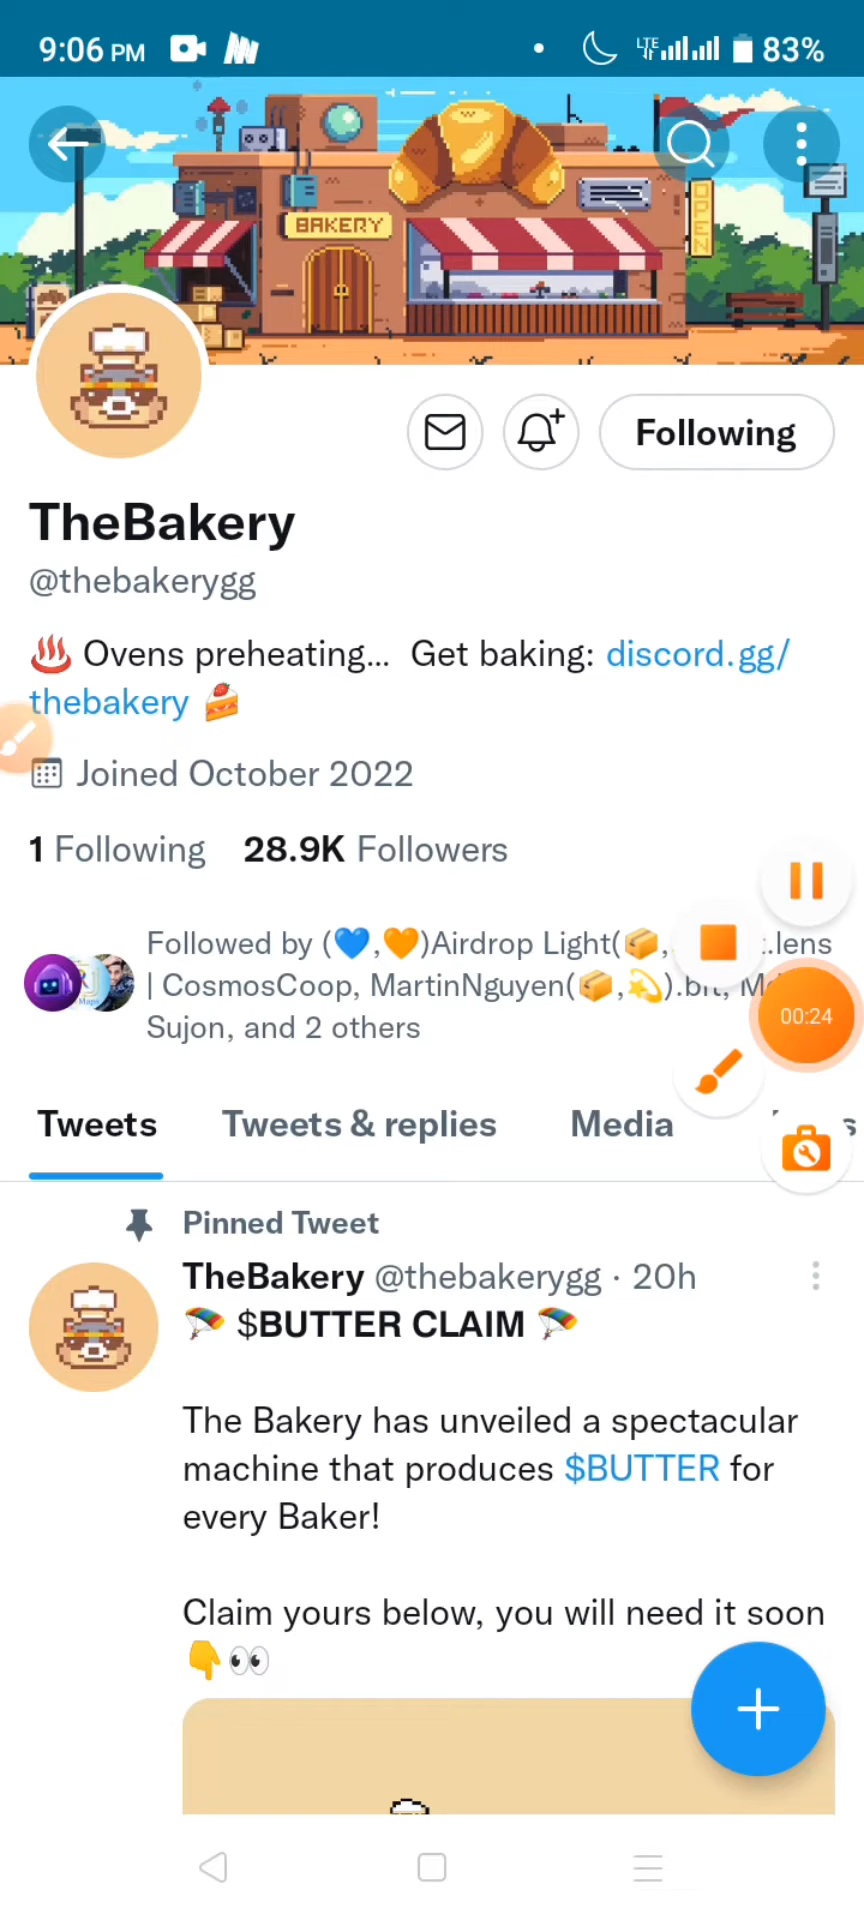 9:06 PM LTE 83%
BAKERY
OPEN
Following
TheBakery
@thebakerygg
♨️ Ovens preheating... Get baking: discord.gg/
thebakery 🍰
Joined October 2022
1 Following 28.9K Followers
Followed by (💙,🧡)Airdrop Light(📦, .lens
| CosmosCoop, MartinNguyen(📦,💫).bit,
Sujon, and 2 others
00:24
Tweets Tweets & replies Media
Pinned Tweet
TheBakery @thebakerygg · 20h
🪂 $BUTTER CLAIM 🪂
The Bakery has unveiled a spectacular
machine that produces $BUTTER for
every Baker!
Claim yours below, you will need it soon
👇👀